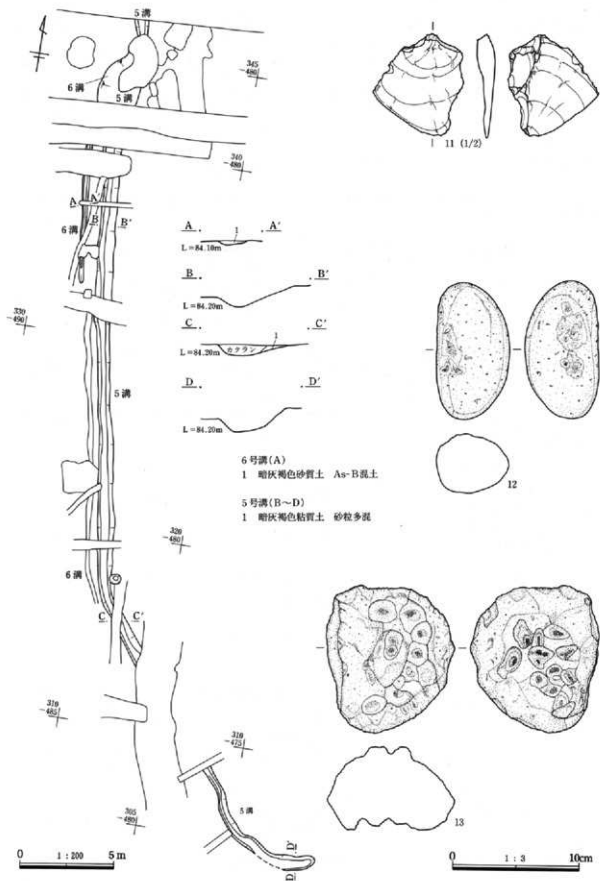 5溝
345
-480
6溝
5溝
11 (1/2)
340
-480
A
A'
B
B'
6溝
A
1
A'
L=84.10m
B
B'
L=84.20m
330
-490
C
1
C'
カクラン
L=84.20m
5溝
D
D'
L=84.20m
6号溝(A)
1 暗灰褐色砂質土 As-B混土
12
5号溝(B～D)
1 暗灰褐色粘質土 砂粒多混
320
-480
6溝
C
C'
310
-485
310
-475
305
-480
5溝
13
D'
D
0
1:200
5m
0
1:3
10cm